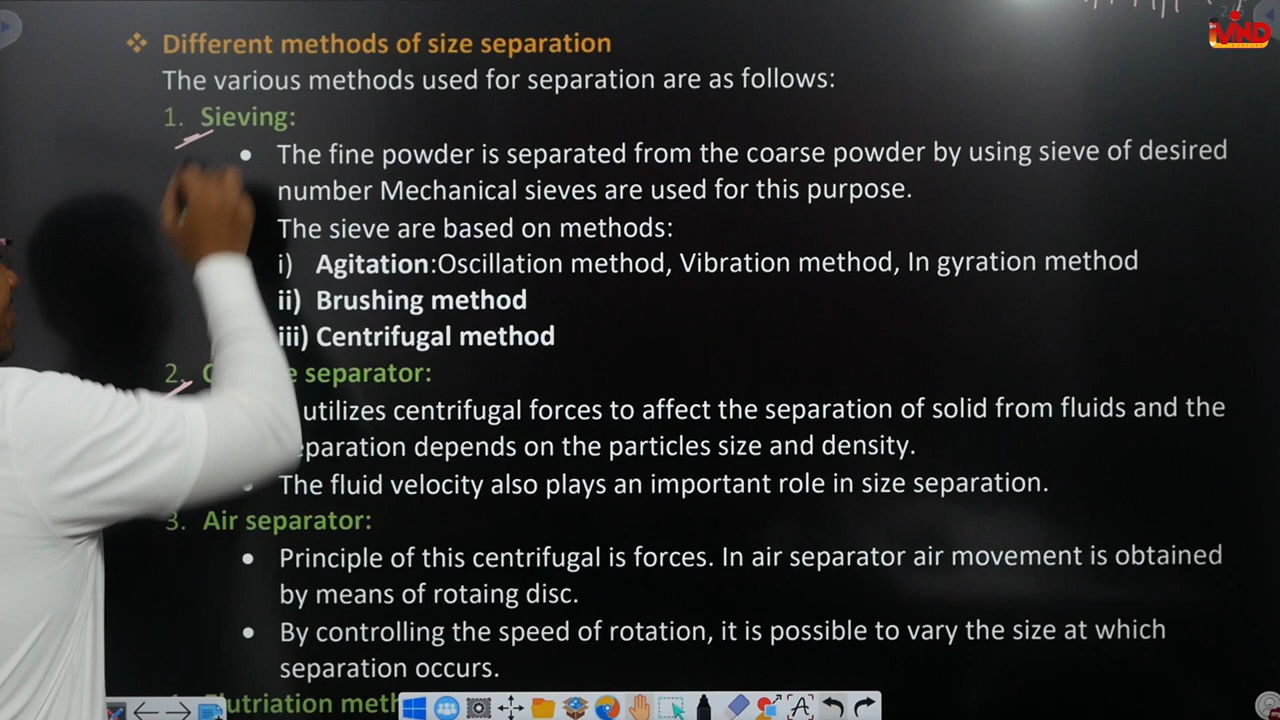 ❖ Different methods of size separation
The various methods used for separation are as follows:
1. Sieving:
• The fine powder is separated from the coarse powder by using sieve of desired
number Mechanical sieves are used for this purpose.
The sieve are based on methods:
i) Agitation:Oscillation method, Vibration method, In gyration method
ii) Brushing method
iii) Centrifugal method
2. separator:
utilizes centrifugal forces to affect the separation of solid from fluids and the
eparation depends on the particles size and density.
• The fluid velocity also plays an important role in size separation.
3. Air separator:
• Principle of this centrifugal is forces. In air separator air movement is obtained
by means of rotaing disc.
• By controlling the speed of rotation, it is possible to vary the size at which
separation occurs.